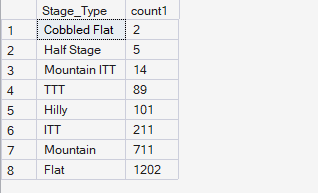 Stage_Type count1
1 Cobbled Flat 2
2 Half Stage 5
3 Mountain ITT 14
4 TTT 89
5 Hilly 101
6 ITT 211
7 Mountain 711
8 Flat 1202